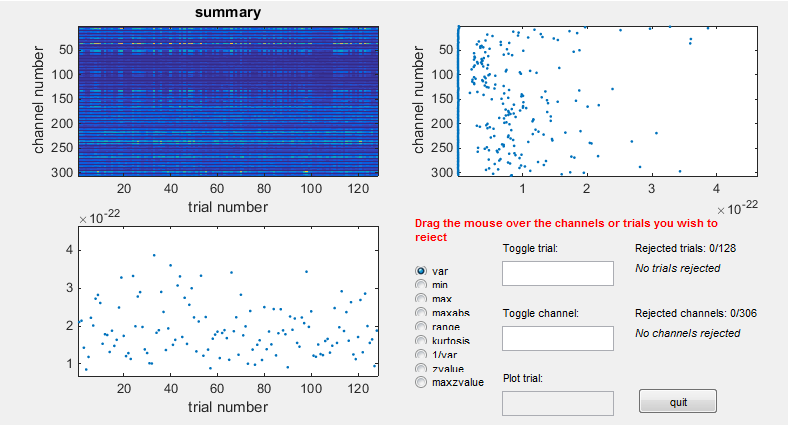 summary
channel number
50
100
150
200
250
300
20
40
60
80
100
120
trial number
channel number
50
100
150
200
250
300
1
2
3
4
×10-22
×10-22
4
3
2
1
20
40
60
80
100
120
trial number
Drag the mouse over the channels or trials you wish to
reject
var
min
max
maxabs
range
kurtosis
1/var
zvalue
maxzvalue
Toggle trial:
Rejected trials: 0/128
No trials rejected
Toggle channel:
Rejected channels: 0/306
No channels rejected
Plot trial:
quit